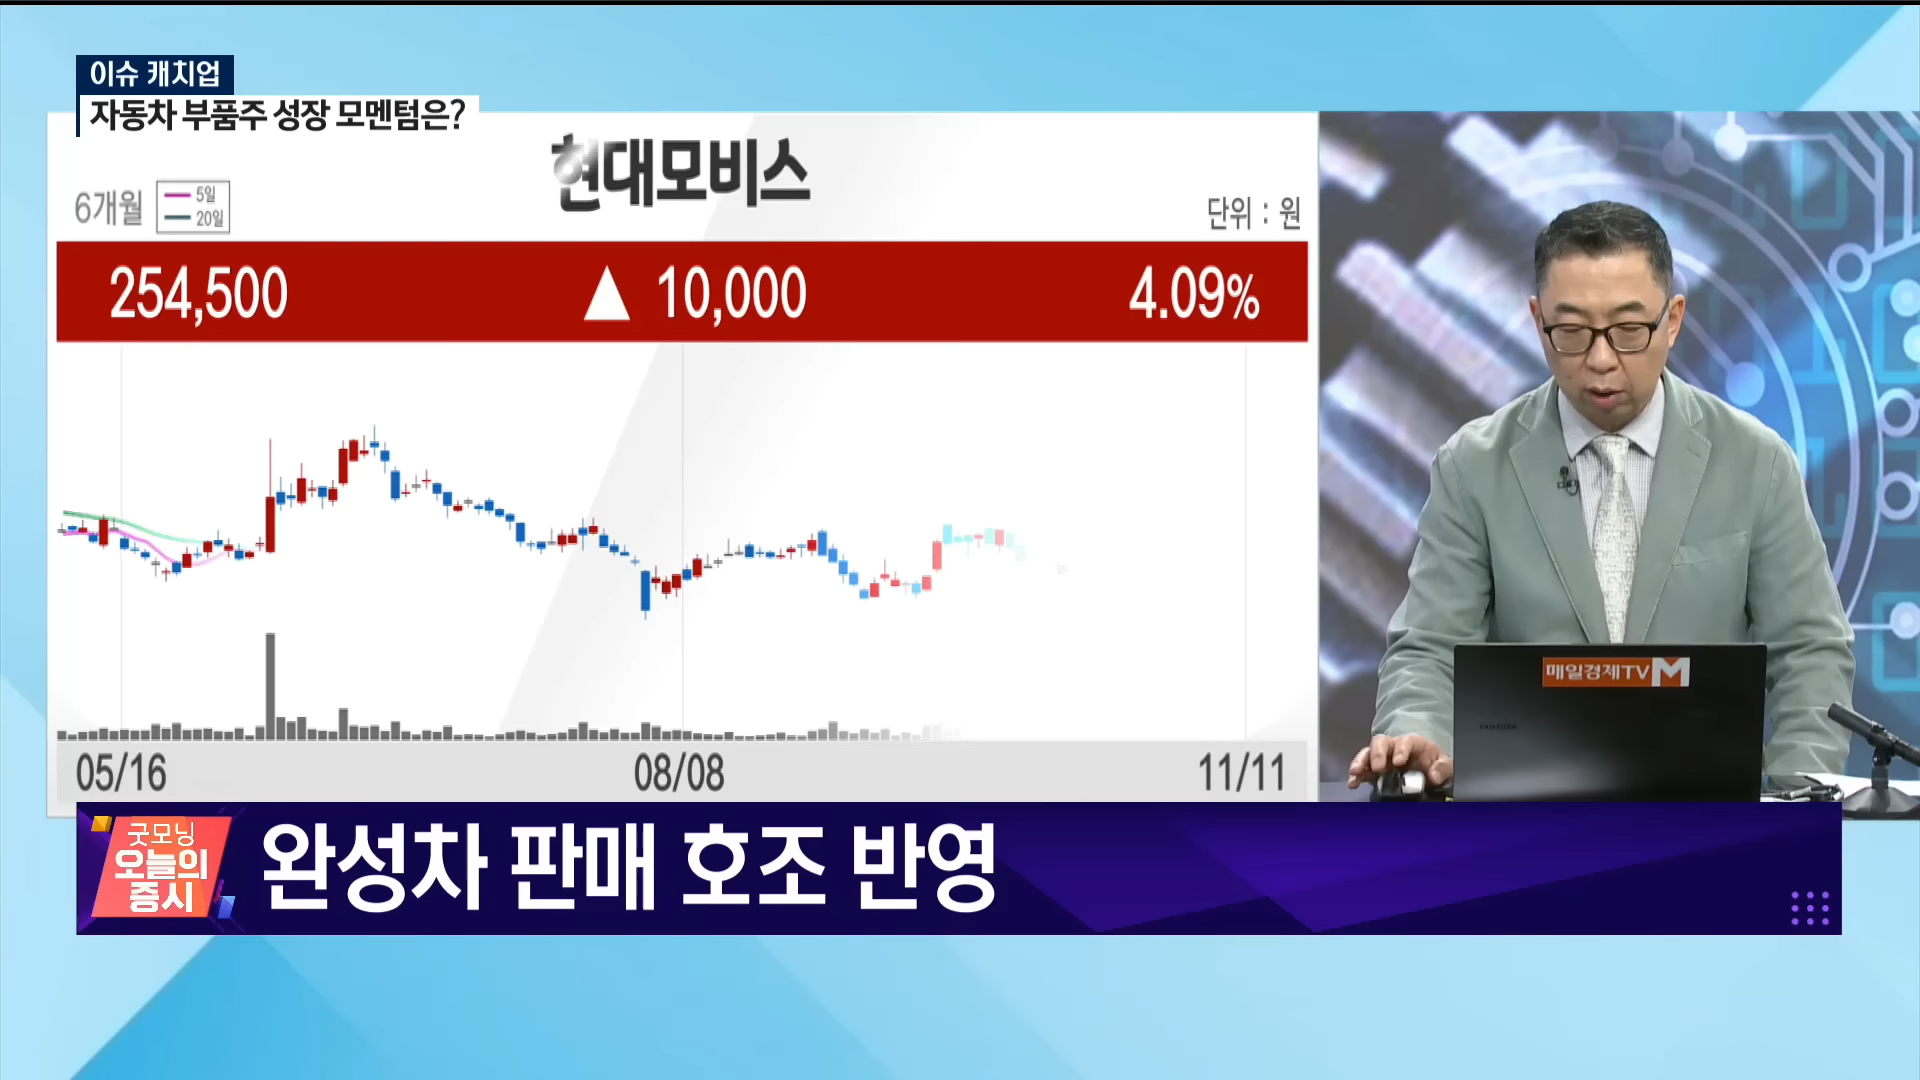 이슈 캐치업
자동차 부품주 성장 모멘텀은?
현대모비스
6개월
5일
20일
단위 : 원
254,500 ▲ 10,000 4.09%
05/16 08/08 11/11
매일경제TV M
SAMSUNG
굿모닝
오늘의
증시
완성차 판매 호조 반영